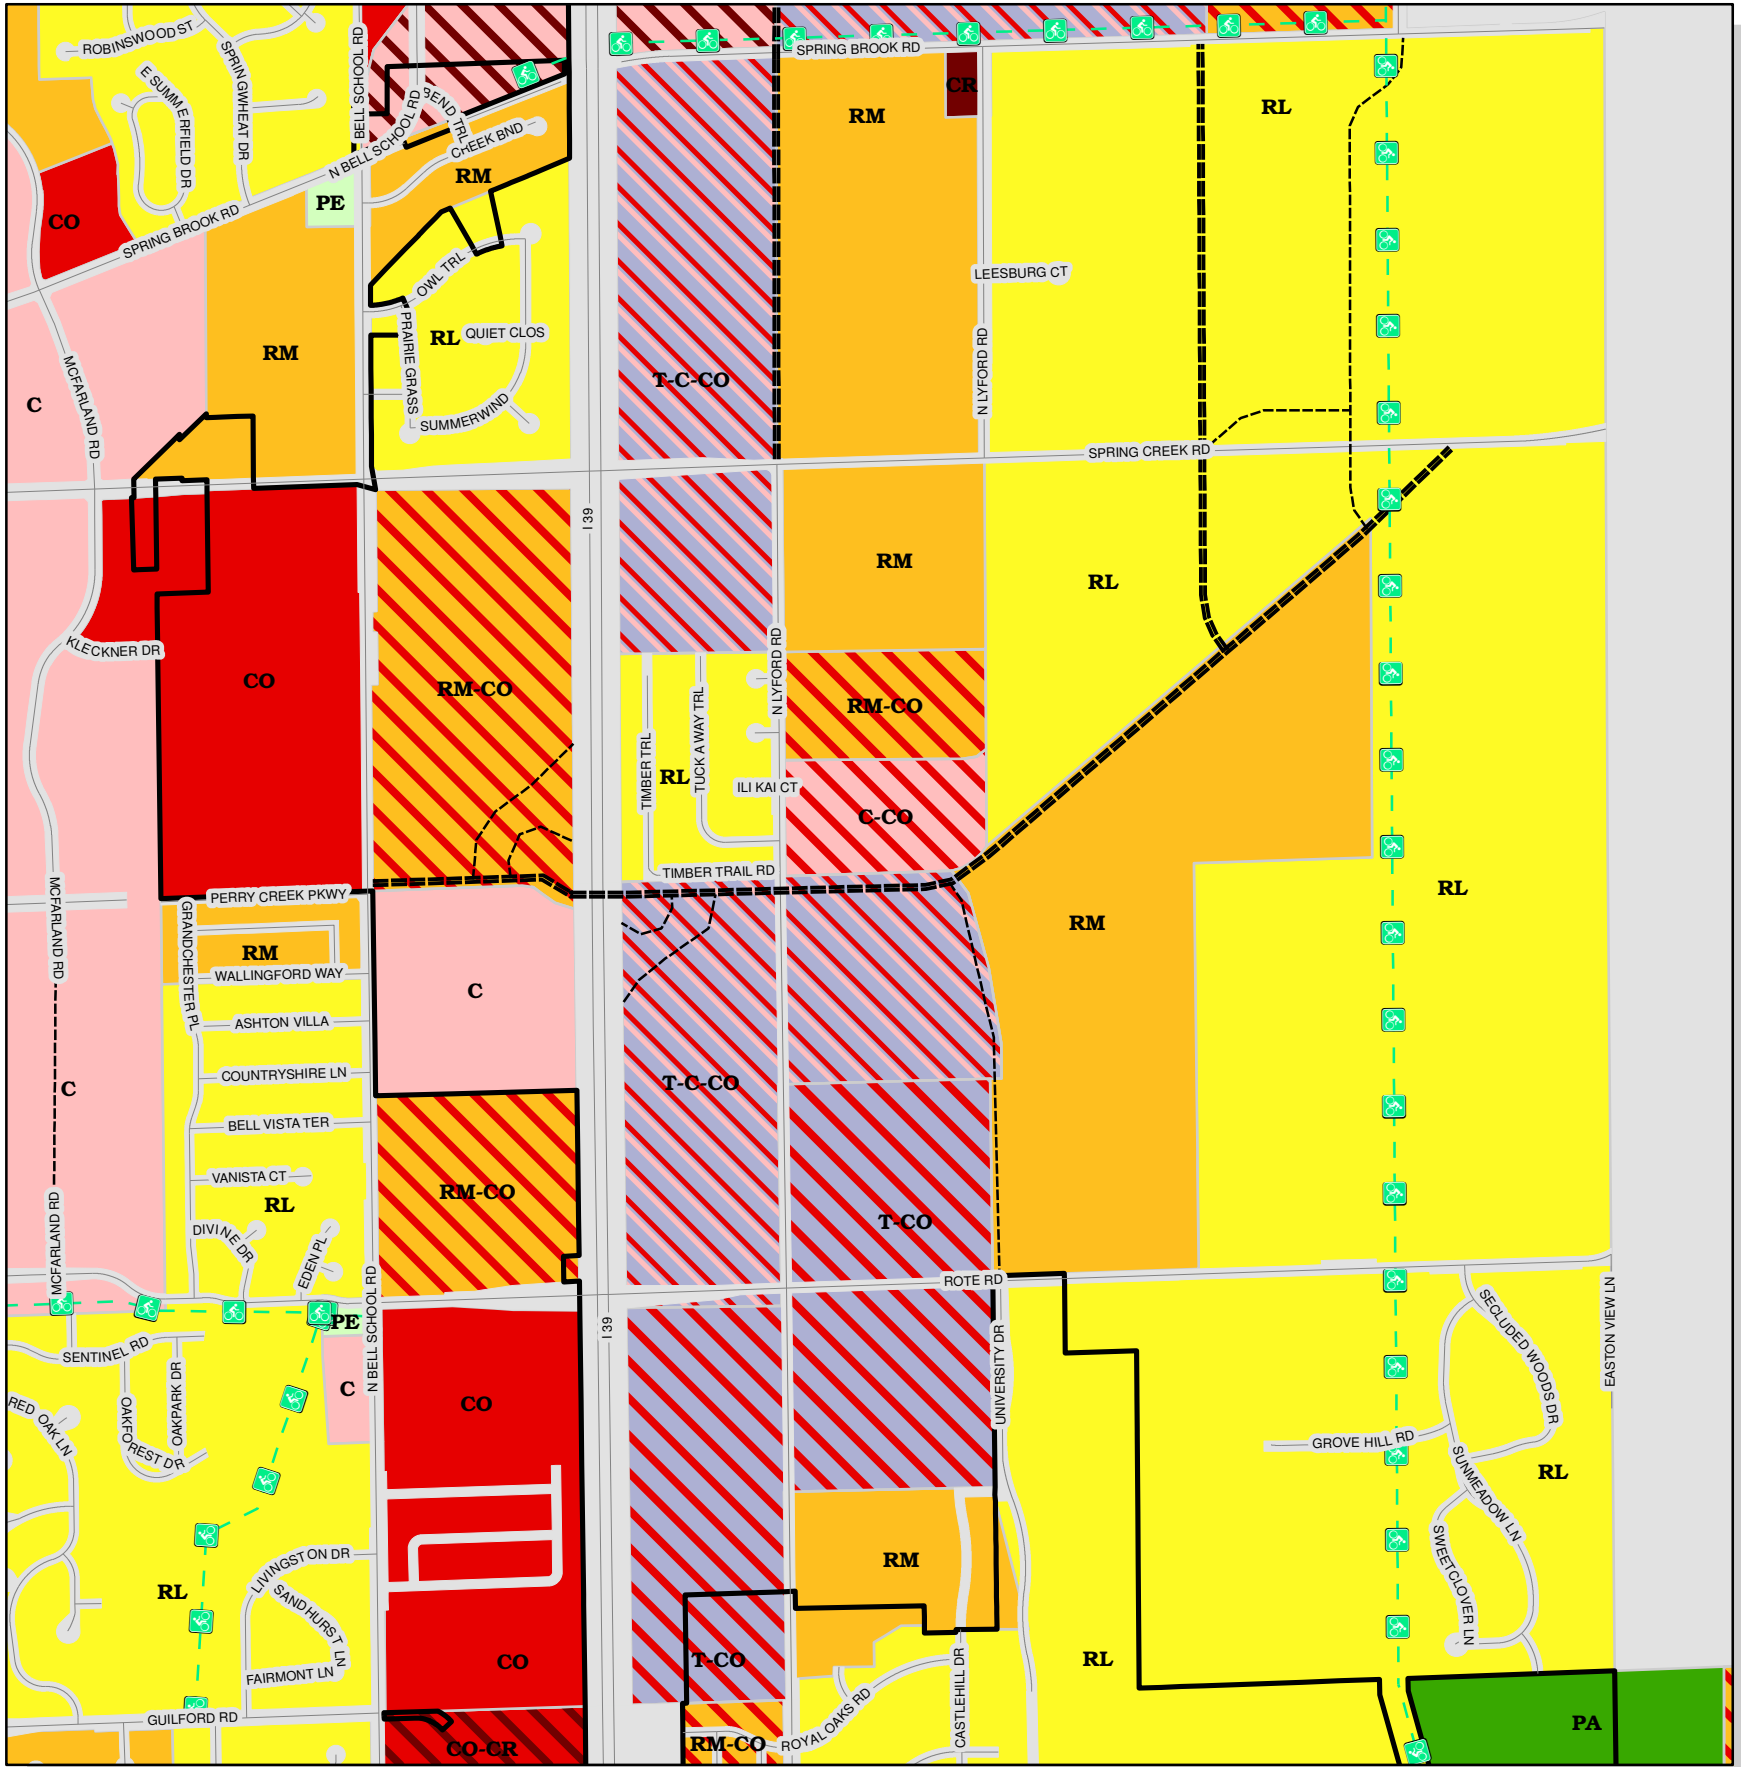 ROBINSWOOD ST
SPRINGWHEAT DR
E SUMMERFIELD DR
BELL SCHOOL RD
N BELL SCHOOL RD
BEND TRL
CREEK BND
SPRING BROOK RD
SPRING BROOK RD
CR
RM
RL
RM
PE
CO
OWL TRL
LEESBURG CT
PRAIRIE GRASS
RL
QUIET CLOS
RM
MCFARLAND RD
T-C-CO
N LYFORD RD
C
SUMMERWIND
SPRING CREEK RD
I 39
RM
RL
KLECKNER DR
CO
RM-CO
N LYFORD RD
RM-CO
TIMBER TRL
RL
TUCK A WAY TRL
ILI KAI CT
C-CO
TIMBER TRAIL RD
PERRY CREEK PKWY
RL
MCFARLAND RD
GRANDCHESTER PL
RM
RM
WALLINGFORD WAY
C
ASHTON VILLA
COUNTRYSHIRE LN
C
T-C-CO
BELL VISTA TER
VANISTA CT
RM-CO
RL
T-CO
MCFARLAND RD
DIVINE DR
EDEN PL
N BELL SCHOOL RD
ROTE RD
PE
I 39
SENTINEL RD
UNIVERSITY DR
SECLUDED WOODS DR
EASTON VIEW LN
C
CO
RED OAK LN
OAKFOREST DR
OAKPARK DR
GROVE HILL RD
RL
SUNMEADOW LN
LIVINGSTON DR
RM
SWEETCLOVER LN
RL
SANDHURST LN
CO
T-CO
RL
FAIRMONT LN
CASTLEHILL DR
ROYAL OAKS RD
GUILFORD RD
PA
CO-CR
RM-CO